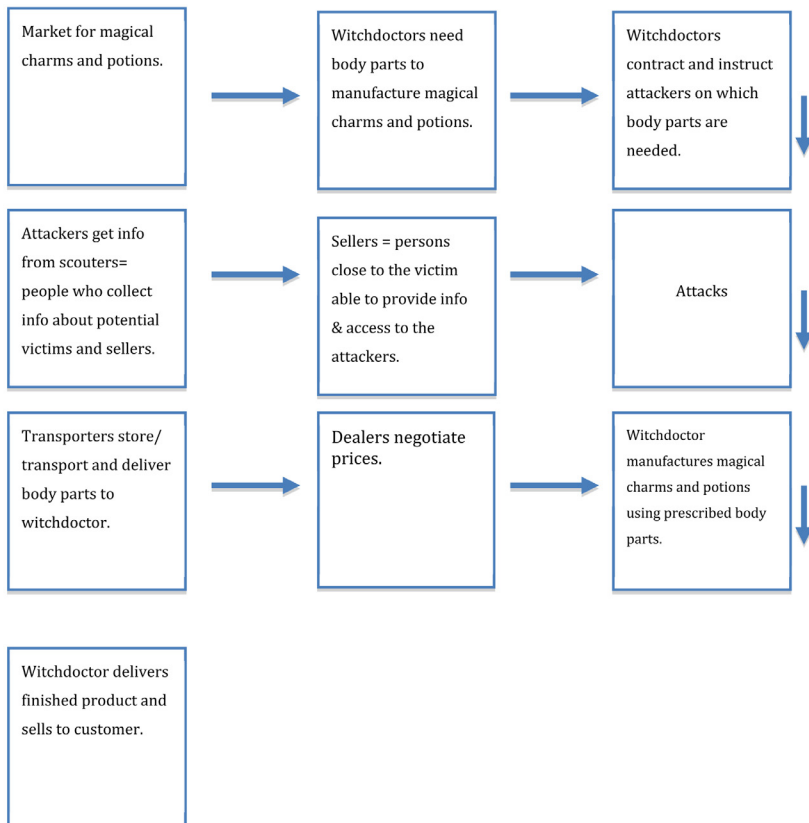 Market for magical
charms and potions.
Witchdoctors need
body parts to
manufacture magical
charms and potions.
Witchdoctors
contract and instruct
attackers on which
body parts are
needed.
Attackers get info
from scouters=
people who collect
info about potential
victims and sellers.
Sellers = persons
close to the victim
able to provide info
& access to the
attackers.
Attacks
Transporters store/
transport and deliver
body parts to
witchdoctor.
Dealers negotiate
prices.
Witchdoctor
manufactures magical
charms and potions
using prescribed body
parts.
Witchdoctor delivers
finished product and
sells to customer.